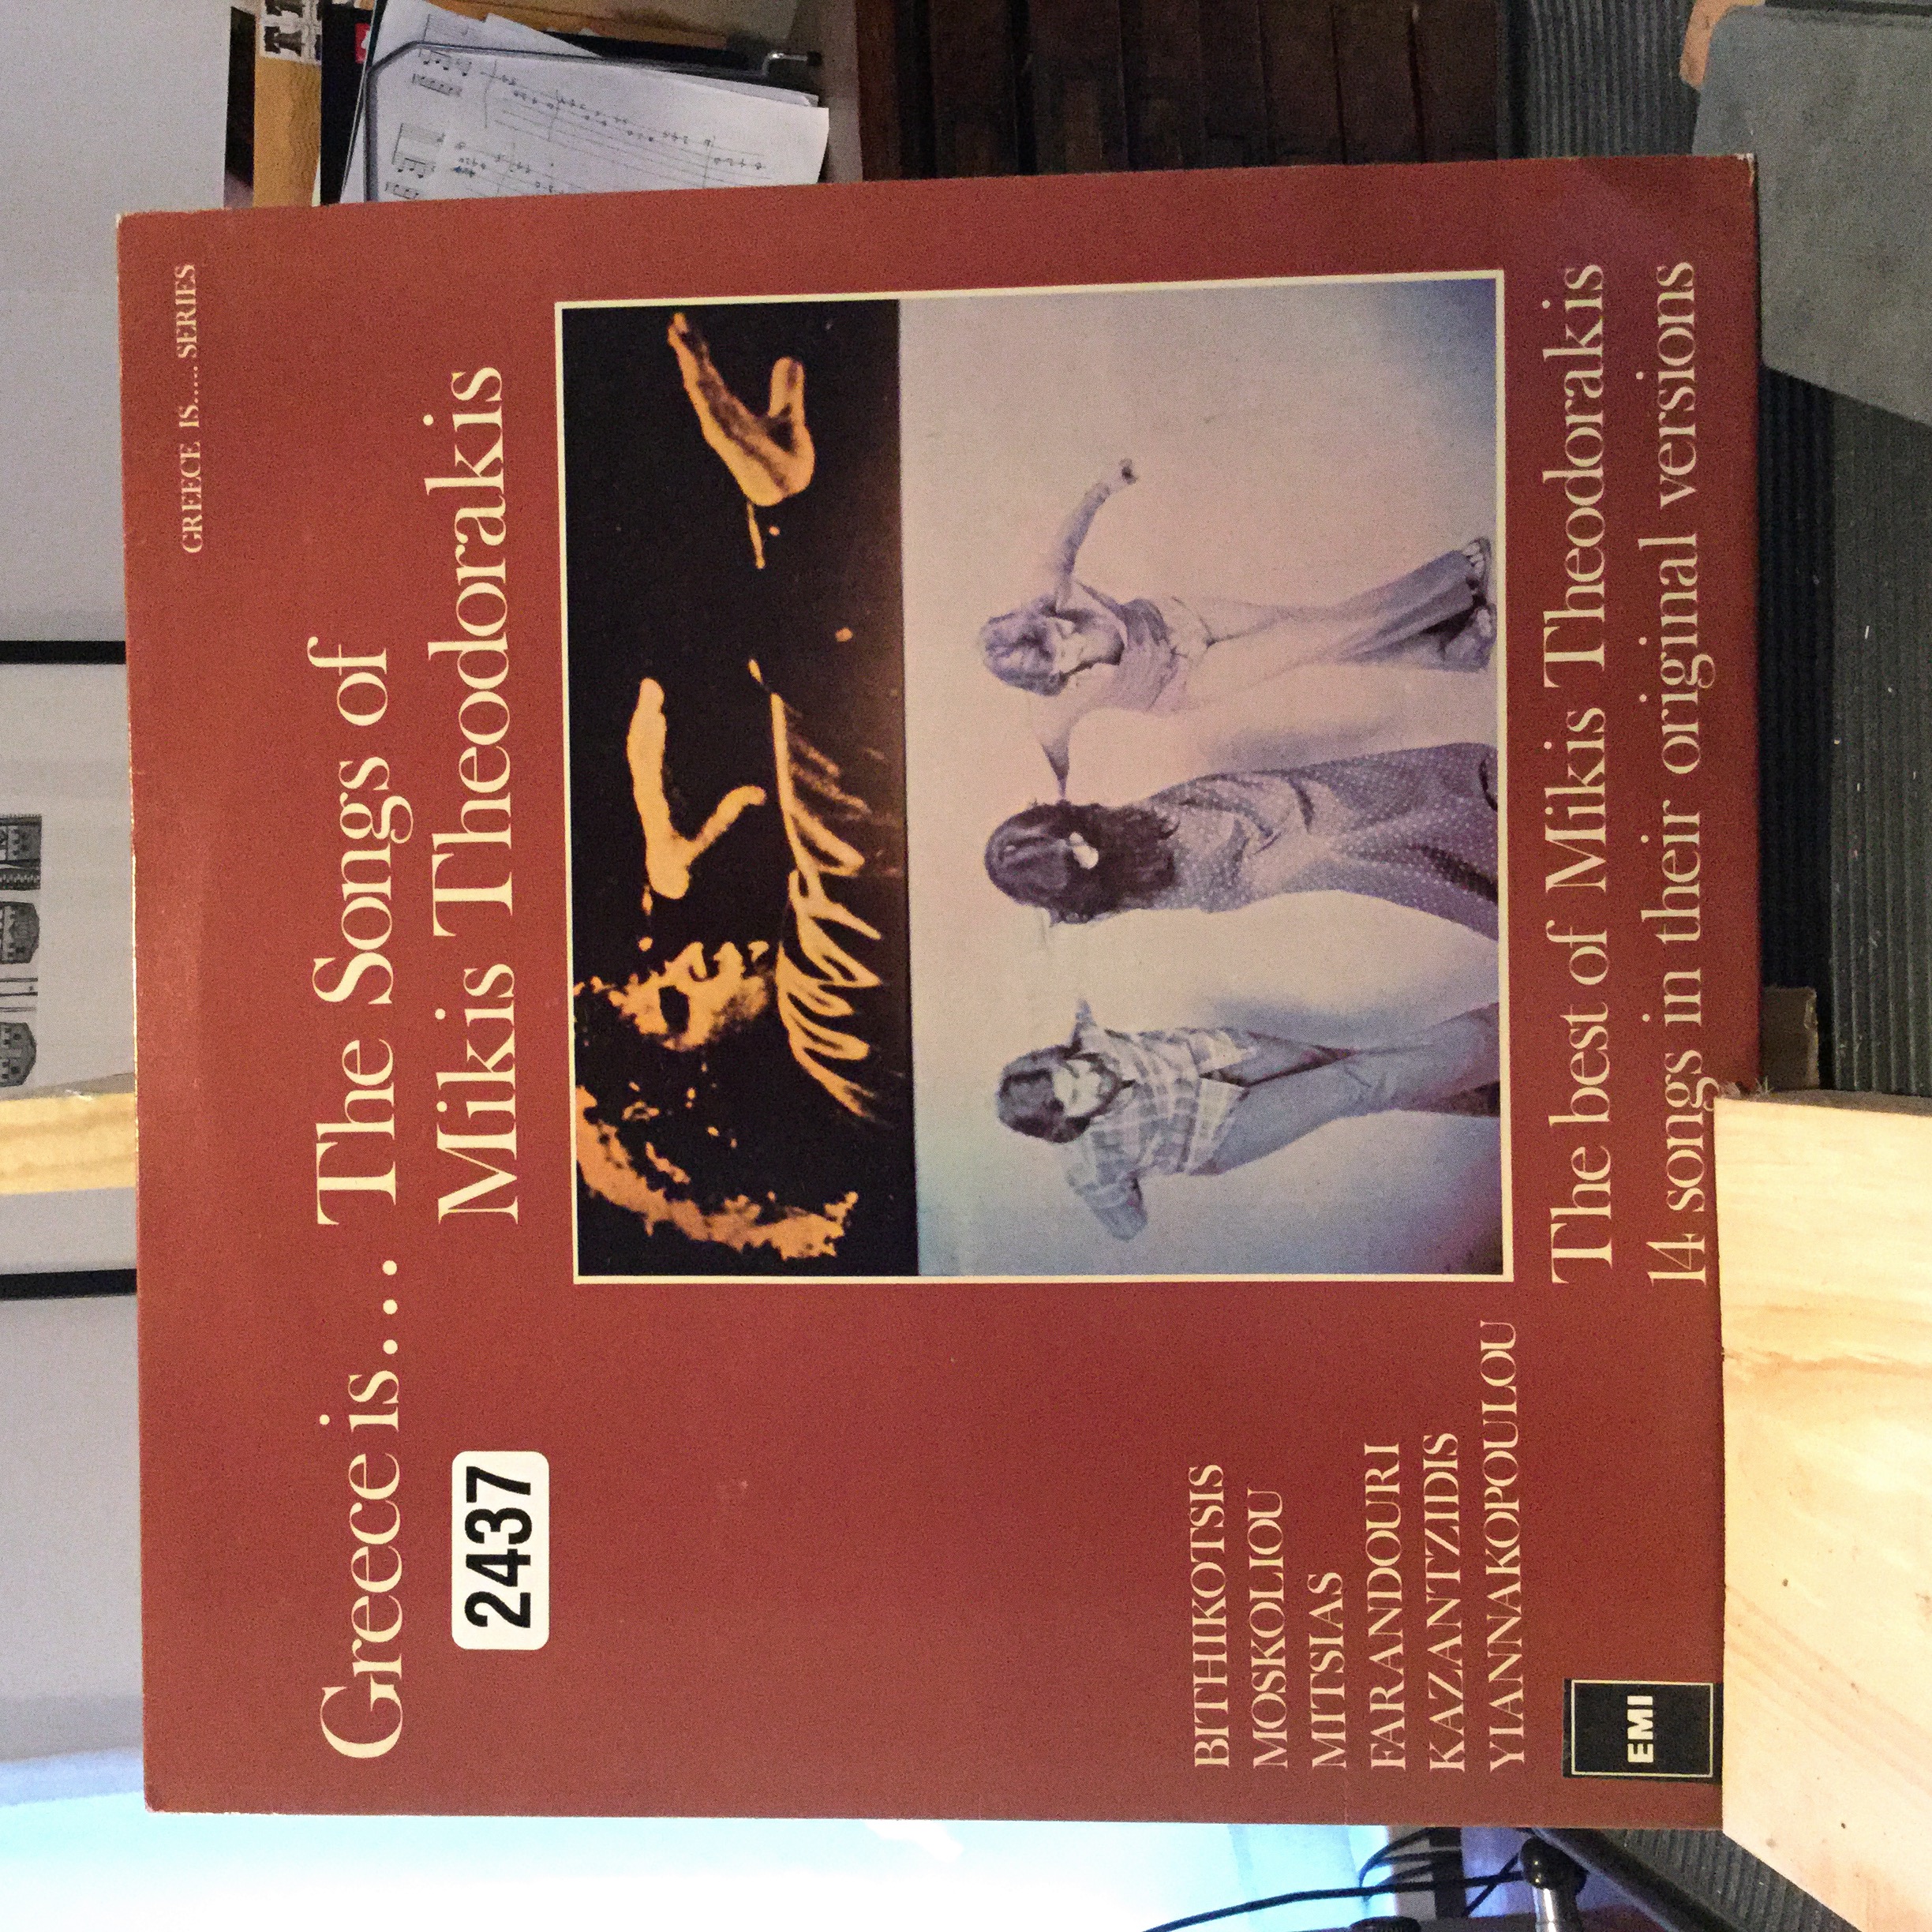 GREECE IS.... SERIES
Greece is... The Songs of
Mikis Theodorakis
2437
BITHIKOTSIS
MOSKOLIOU
MITSIAS
FARANDOURI
KAZANTZIDIS
YIANNAKOPOULOU
The best of Mikis Theodorakis
14 songs in their original versions
EMI